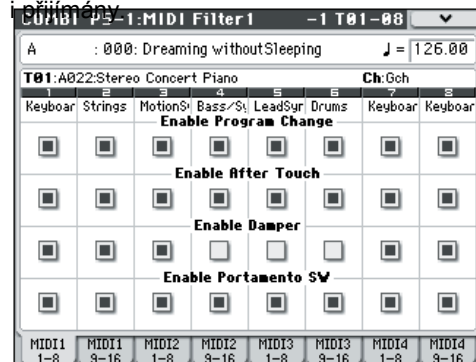 i přijímány.
COMBI P5-1:MIDI Filter1 -1 T01-08
A :000: Dreaming withoutSleeping ♩= 126.00
T01:A022:Stereo Concert Piano Ch:Gch
1 2 3 4 5 6 7 8
Keyboar Strings MotionS Bass/Sy LeadSyr Drums Keyboar Keyboar
Enable Program Change
Enable After Touch
Enable Damper
Enable Portamento SW
MIDI1 MIDI1 MIDI2 MIDI2 MIDI3 MIDI3 MIDI4 MIDI4
1-8 9-16 1-8 9-16 1-8 9-16 1-8 9-16